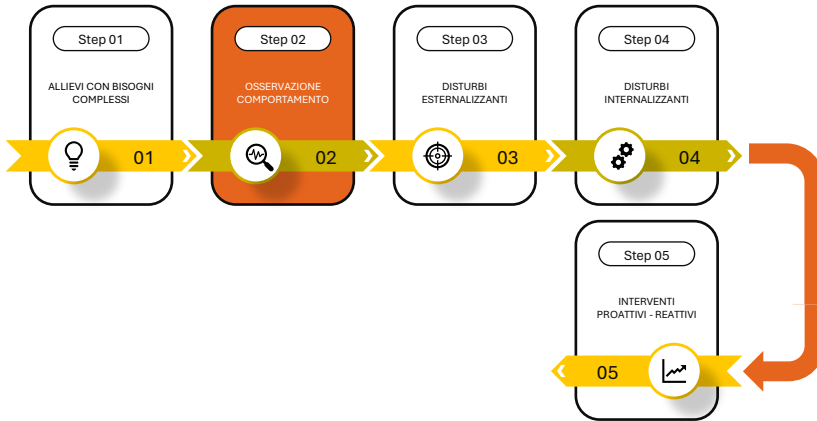 Step 01
ALLIEVI CON BISOGNI
COMPLESSI
01
Step 02
OSSERVAZIONE
COMPORTAMENTO
02
Step 03
DISTURBI
ESTERNALIZZANTI
03
Step 04
DISTURBI
INTERNALIZZANTI
04
Step 05
INTERVENTI
PROATTIVI - REATTIVI
05